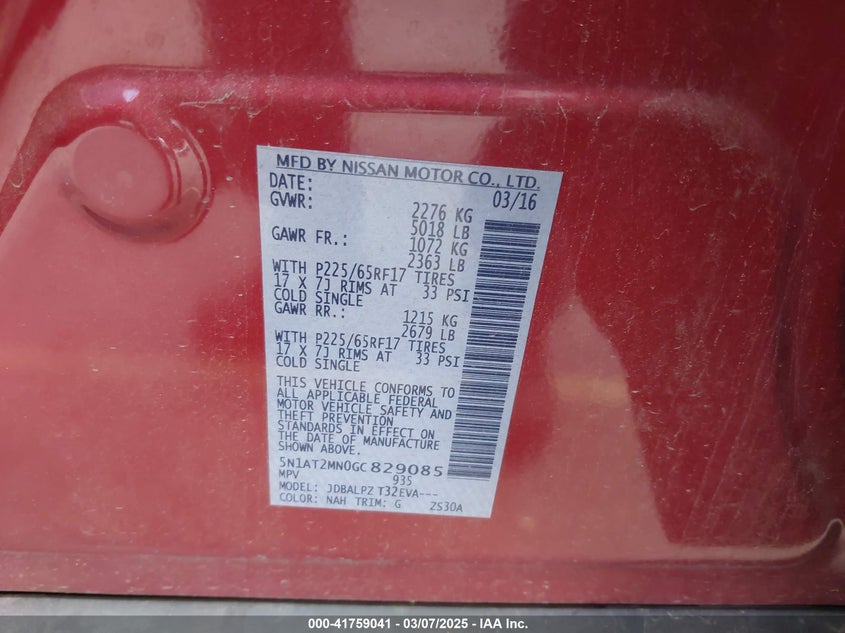 MFD BY NISSAN MOTOR CO., LTD.
DATE: 03/16
GVWR: 2276 KG
5018 LB
GAWR FR.: 1072 KG
2363 LB
WITH P225/65RF17 TIRES
17 X 7J RIMS AT 33 PSI
COLD SINGLE
GAWR RR.: 1215 KG
2679 LB
WITH P225/65RF17 TIRES
17 X 7J RIMS AT 33 PSI
COLD SINGLE
THIS VEHICLE CONFORMS TO
ALL APPLICABLE FEDERAL
MOTOR VEHICLE SAFETY AND
THEFT PREVENTION
STANDARDS IN EFFECT ON
THE DATE OF MANUFACTURE
SHOWN ABOVE.
5N1AT2MN0GC829085
MPV 935
MODEL: JDBALPZ T32EVA---
COLOR: NAH TRIM: G ZS30A
000-41759041 — 03/07/2025 — IAA Inc.